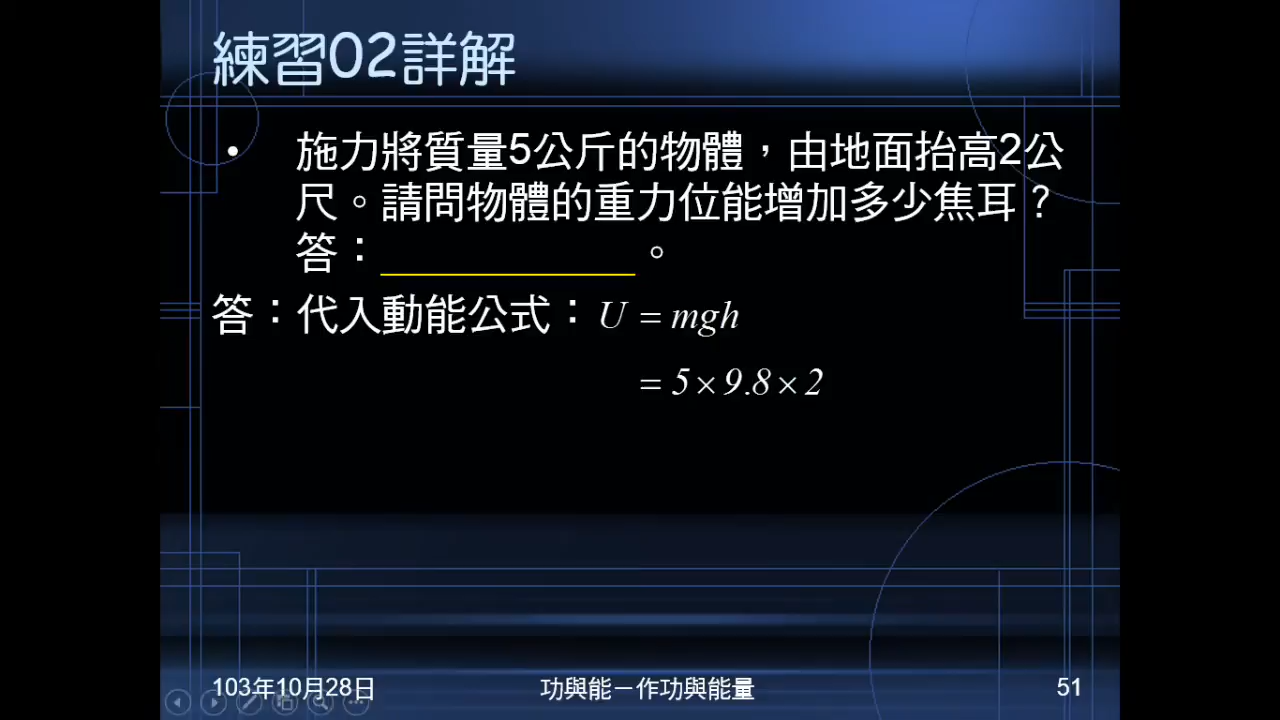 練習02詳解
• 施力將質量5公斤的物體，由地面抬高2公
尺。請問物體的重力位能增加多少焦耳？
答：____________。
答：代入動能公式：U = mgh
= 5 × 9.8 × 2
103年10月28日
功與能－作功與能量
51